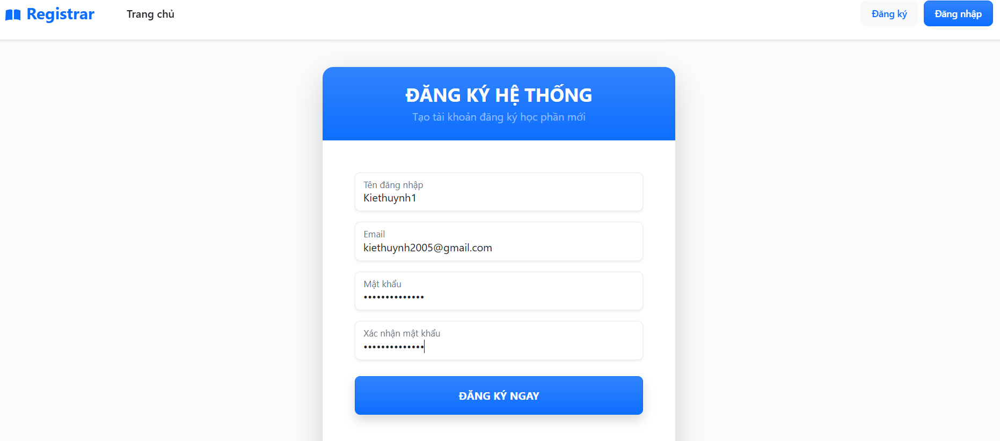 Registrar
Trang chủ
Đăng ký
Đăng nhập
ĐĂNG KÝ HỆ THỐNG
Tạo tài khoản đăng ký học phần mới
Tên đăng nhập
Kiethuynh1
Email
kiethuynh2005@gmail.com
Mật khẩu
••••••••••••••
Xác nhận mật khẩu
••••••••••••••
ĐĂNG KÝ NGAY